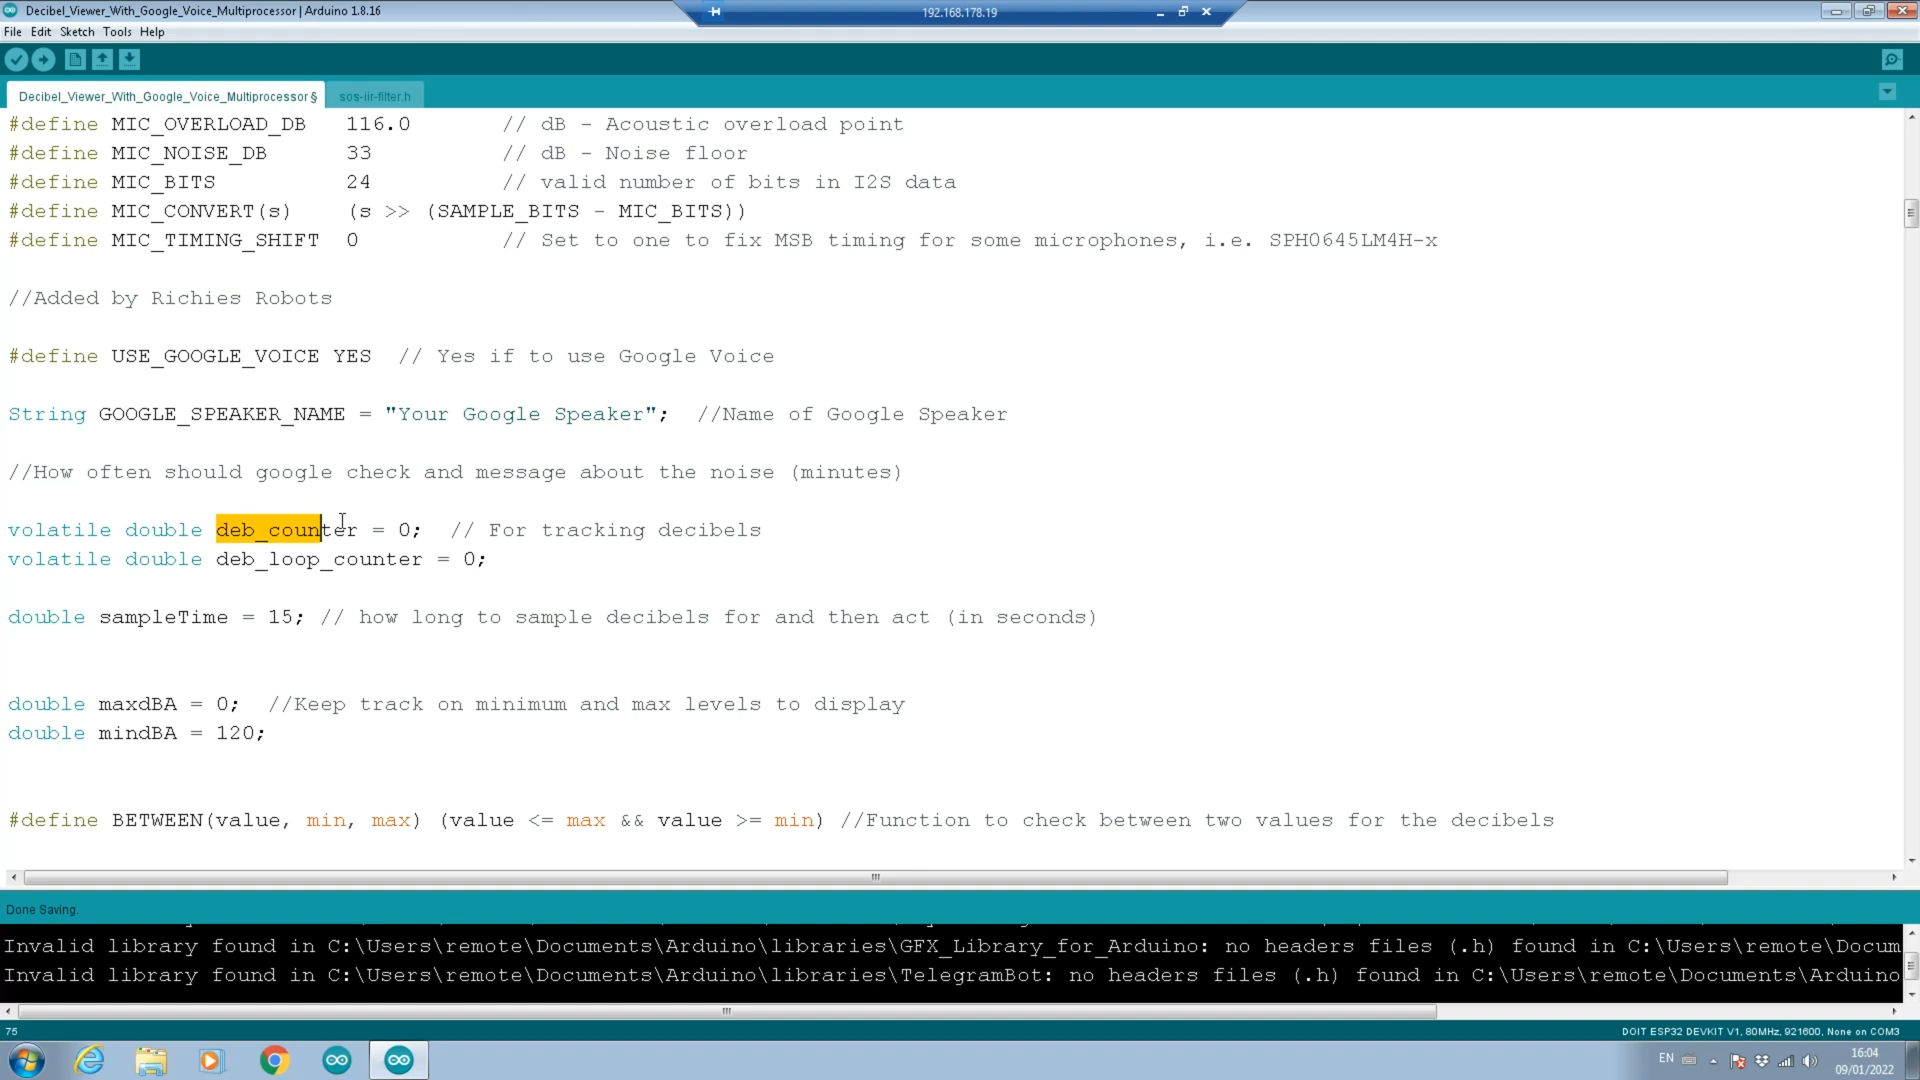 Decibel_Viewer_With_Google_Voice_Multiprocessor | Arduino 1.8.16
192.168.178.19
File Edit Sketch Tools Help
Decibel_Viewer_With_Google_Voice_Multiprocessor §
sos-iir-filter.h
#define MIC_OVERLOAD_DB 116.0 // dB - Acoustic overload point
#define MIC_NOISE_DB 33 // dB - Noise floor
#define MIC_BITS 24 // valid number of bits in I2S data
#define MIC_CONVERT(s) (s >> (SAMPLE_BITS - MIC_BITS))
#define MIC_TIMING_SHIFT 0 // Set to one to fix MSB timing for some microphones, i.e. SPH0645LM4H-x
//Added by Richies Robots
#define USE_GOOGLE_VOICE YES // Yes if to use Google Voice
String GOOGLE_SPEAKER_NAME = "Your Google Speaker"; //Name of Google Speaker
//How often should google check and message about the noise (minutes)
volatile double deb_counter = 0; // For tracking decibels
volatile double deb_loop_counter = 0;
double sampleTime = 15; // how long to sample decibels for and then act (in seconds)
double maxdBA = 0; //Keep track on minimum and max levels to display
double mindBA = 120;
#define BETWEEN(value, min, max) (value <= max && value >= min) //Function to check between two values for the decibels
Done Saving.
Invalid library found in C:\Users\remote\Documents\Arduino\libraries\GFX_Library_for_Arduino: no headers files (.h) found in C:\Users\remote\Docum
Invalid library found in C:\Users\remote\Documents\Arduino\libraries\TelegramBot: no headers files (.h) found in C:\Users\remote\Documents\Arduino
75
DOIT ESP32 DEVKIT V1, 80MHz, 921600, None on COM3
EN
16:04
09/01/2022